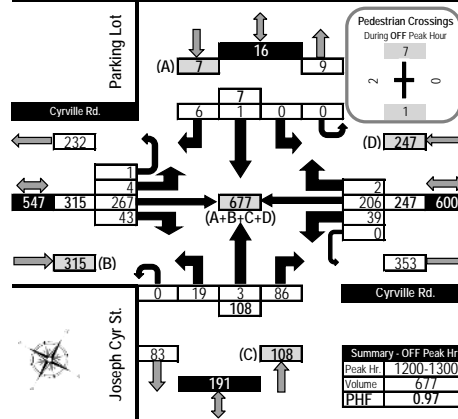 Parking Lot
Pedestrian Crossings
During OFF Peak Hour
7
2
0
1
16
(A) 7
9
7
6 1 0 0
Cyrville Rd.
232
(D) 247
1
4
267
43
547 315
677
(A+B+C+D)
2
206
39
0
247 600
315 (B)
353
0 19 3 86
108
Cyrville Rd.
Joseph Cyr St.
83
(C) 108
191
Summary - OFF Peak Hr
Peak Hr. 1200-1300
Volume 677
PHF 0.97